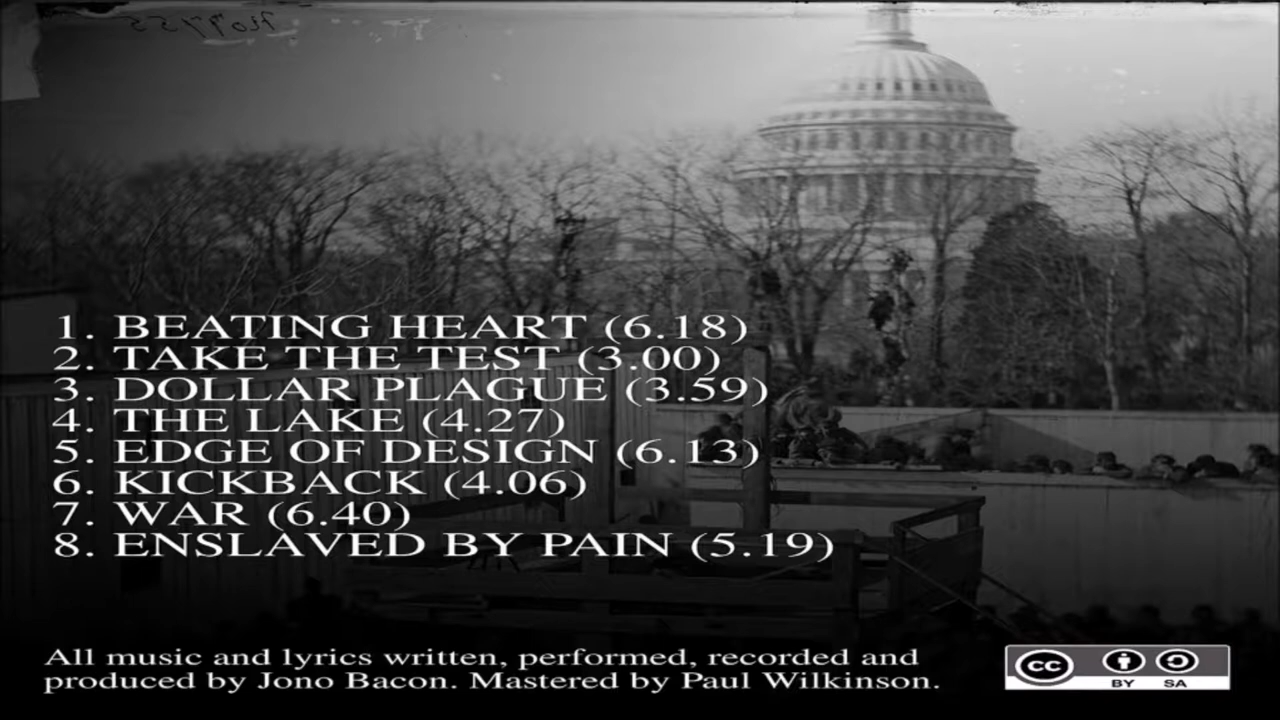 1. BEATING HEART (6.18)
2. TAKE THE TEST (3.00)
3. DOLLAR PLAGUE (3.59)
4. THE LAKE (4.27)
5. EDGE OF DESIGN (6.13)
6. KICKBACK (4.06)
7. WAR (6.40)
8. ENSLAVED BY PAIN (5.19)
All music and lyrics written, performed, recorded and
produced by Jono Bacon. Mastered by Paul Wilkinson.
cc
BY SA